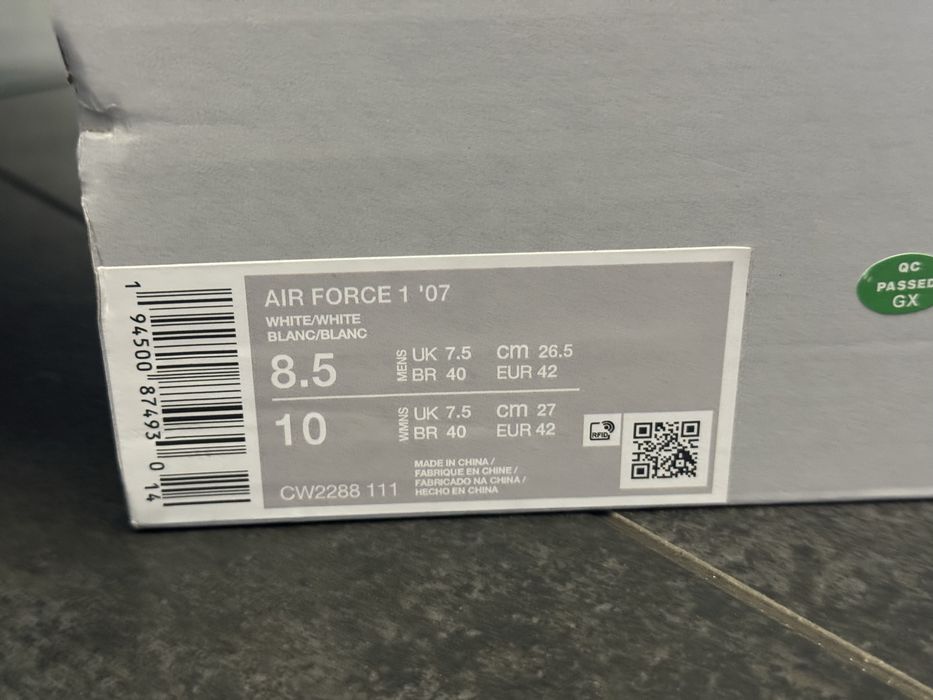 AIR FORCE 1 '07
WHITE/WHITE
BLANC/BLANC
8.5 MENS UK 7.5 cm 26.5
BR 40 EUR 42
10 WMNS UK 7.5 cm 27
BR 40 EUR 42
RFID
MADE IN CHINA /
FABRIQUE EN CHINE /
FABRICADO NA CHINA /
HECHO EN CHINA
CW2288 111
1 94500 87493 0 14
QC
PASSED
GX